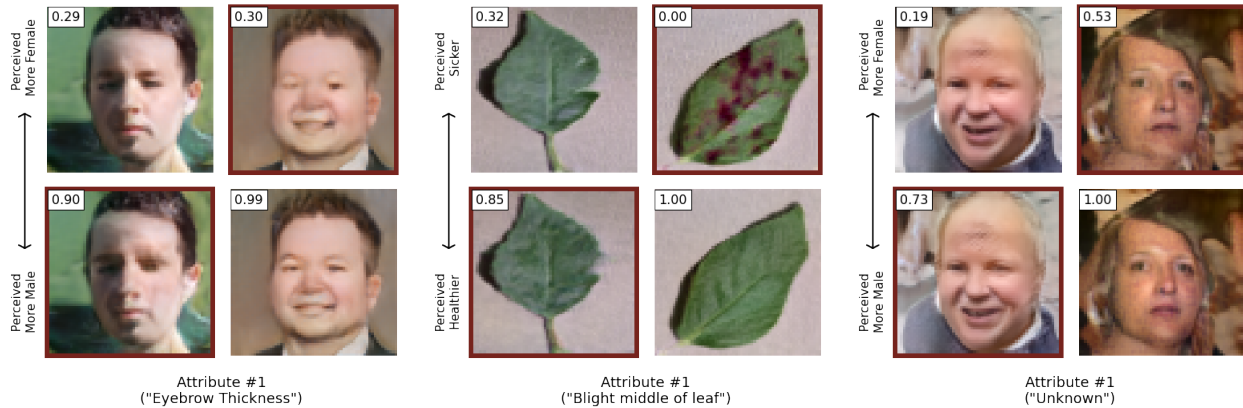 0.29
0.30
Perceived
More Female
0.90
0.99
Perceived
More Male
Attribute #1
("Eyebrow Thickness")
0.32
0.00
Perceived
Sicker
0.85
1.00
Perceived
Healthier
Attribute #1
("Blight middle of leaf")
0.19
0.53
Perceived
More Female
0.73
1.00
Perceived
More Male
Attribute #1
("Unknown")